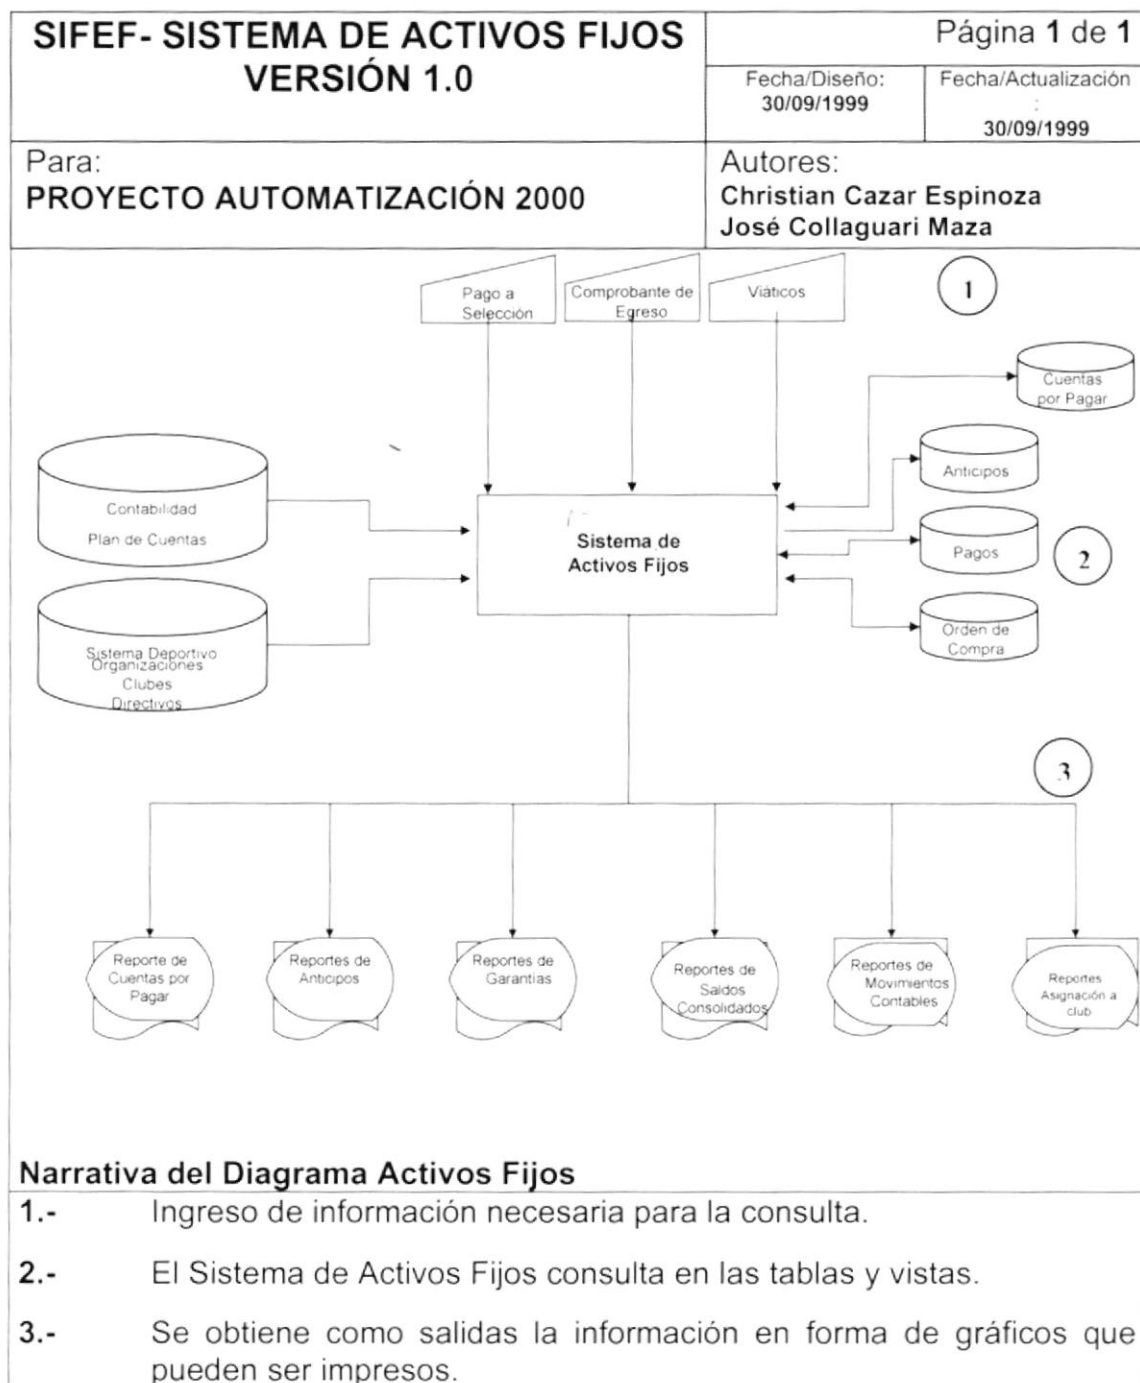 SIFEF- SISTEMA DE ACTIVOS FIJOS
VERSIÓN 1.0
Página 1 de 1
Fecha/Diseño:
30/09/1999
Fecha/Actualización
:
30/09/1999
Para:
PROYECTO AUTOMATIZACIÓN 2000
Autores:
Christian Cazar Espinoza
José Collaguari Maza
Pago a
Selección
Comprobante de
Egreso
Viáticos
1
Cuentas
por Pagar
Anticipos
Contabilidad
Plan de Cuentas
Sistema de
Activos Fijos
Pagos
2
Orden de
Compra
Sistema Deportivo
Organizaciones
Clubes
Directivos
3
Reporte de
Cuentas por
Pagar
Reportes de
Anticipos
Reportes de
Garantias
Reportes de
Saldos
Consolidados
Reportes de
Movimientos
Contables
Reportes
Asignación a
club
Narrativa del Diagrama Activos Fijos
1.- Ingreso de información necesaria para la consulta.
2.- El Sistema de Activos Fijos consulta en las tablas y vistas.
3.- Se obtiene como salidas la información en forma de gráficos que
pueden ser impresos.